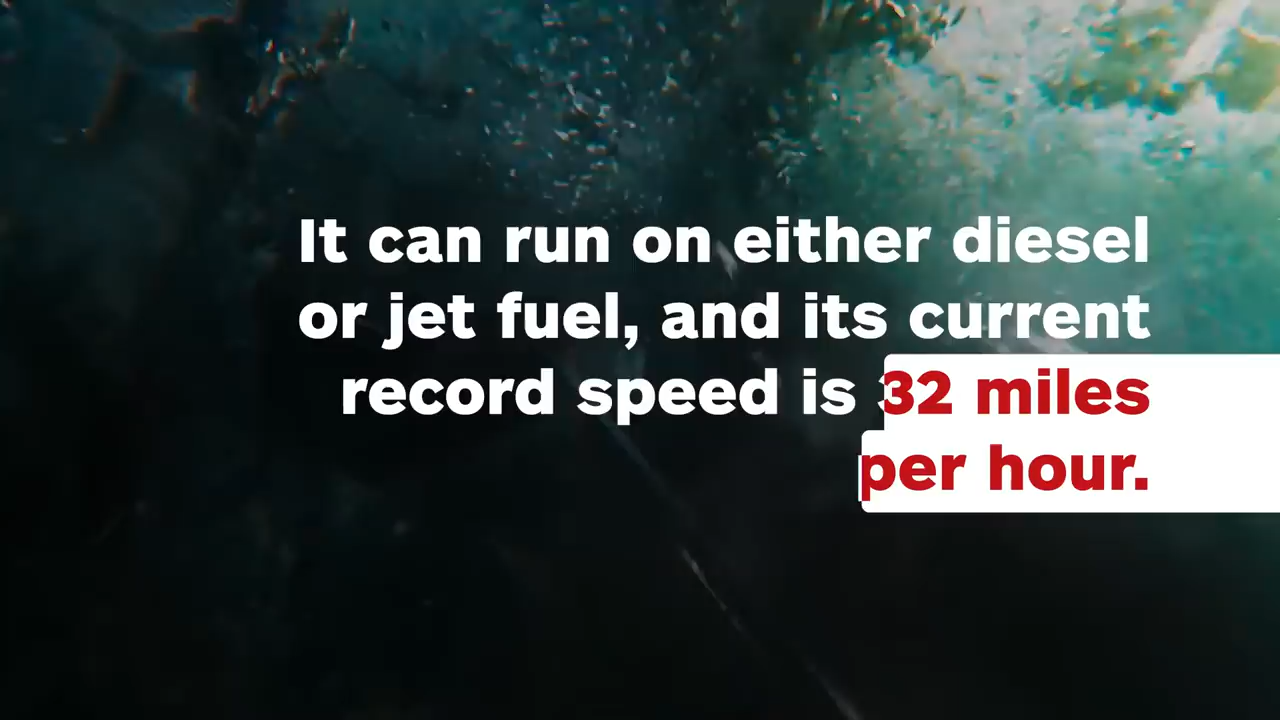 It can run on either diesel
or jet fuel, and its current
record speed is 32 miles
per hour.